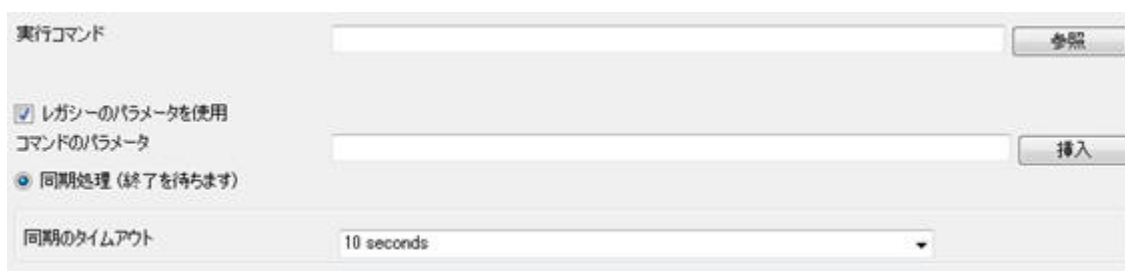 実行コマンド
参照
レガシーのパラメータを使用
コマンドのパラメータ
挿入
同期処理 (終了を待ちます)
同期のタイムアウト
10 seconds